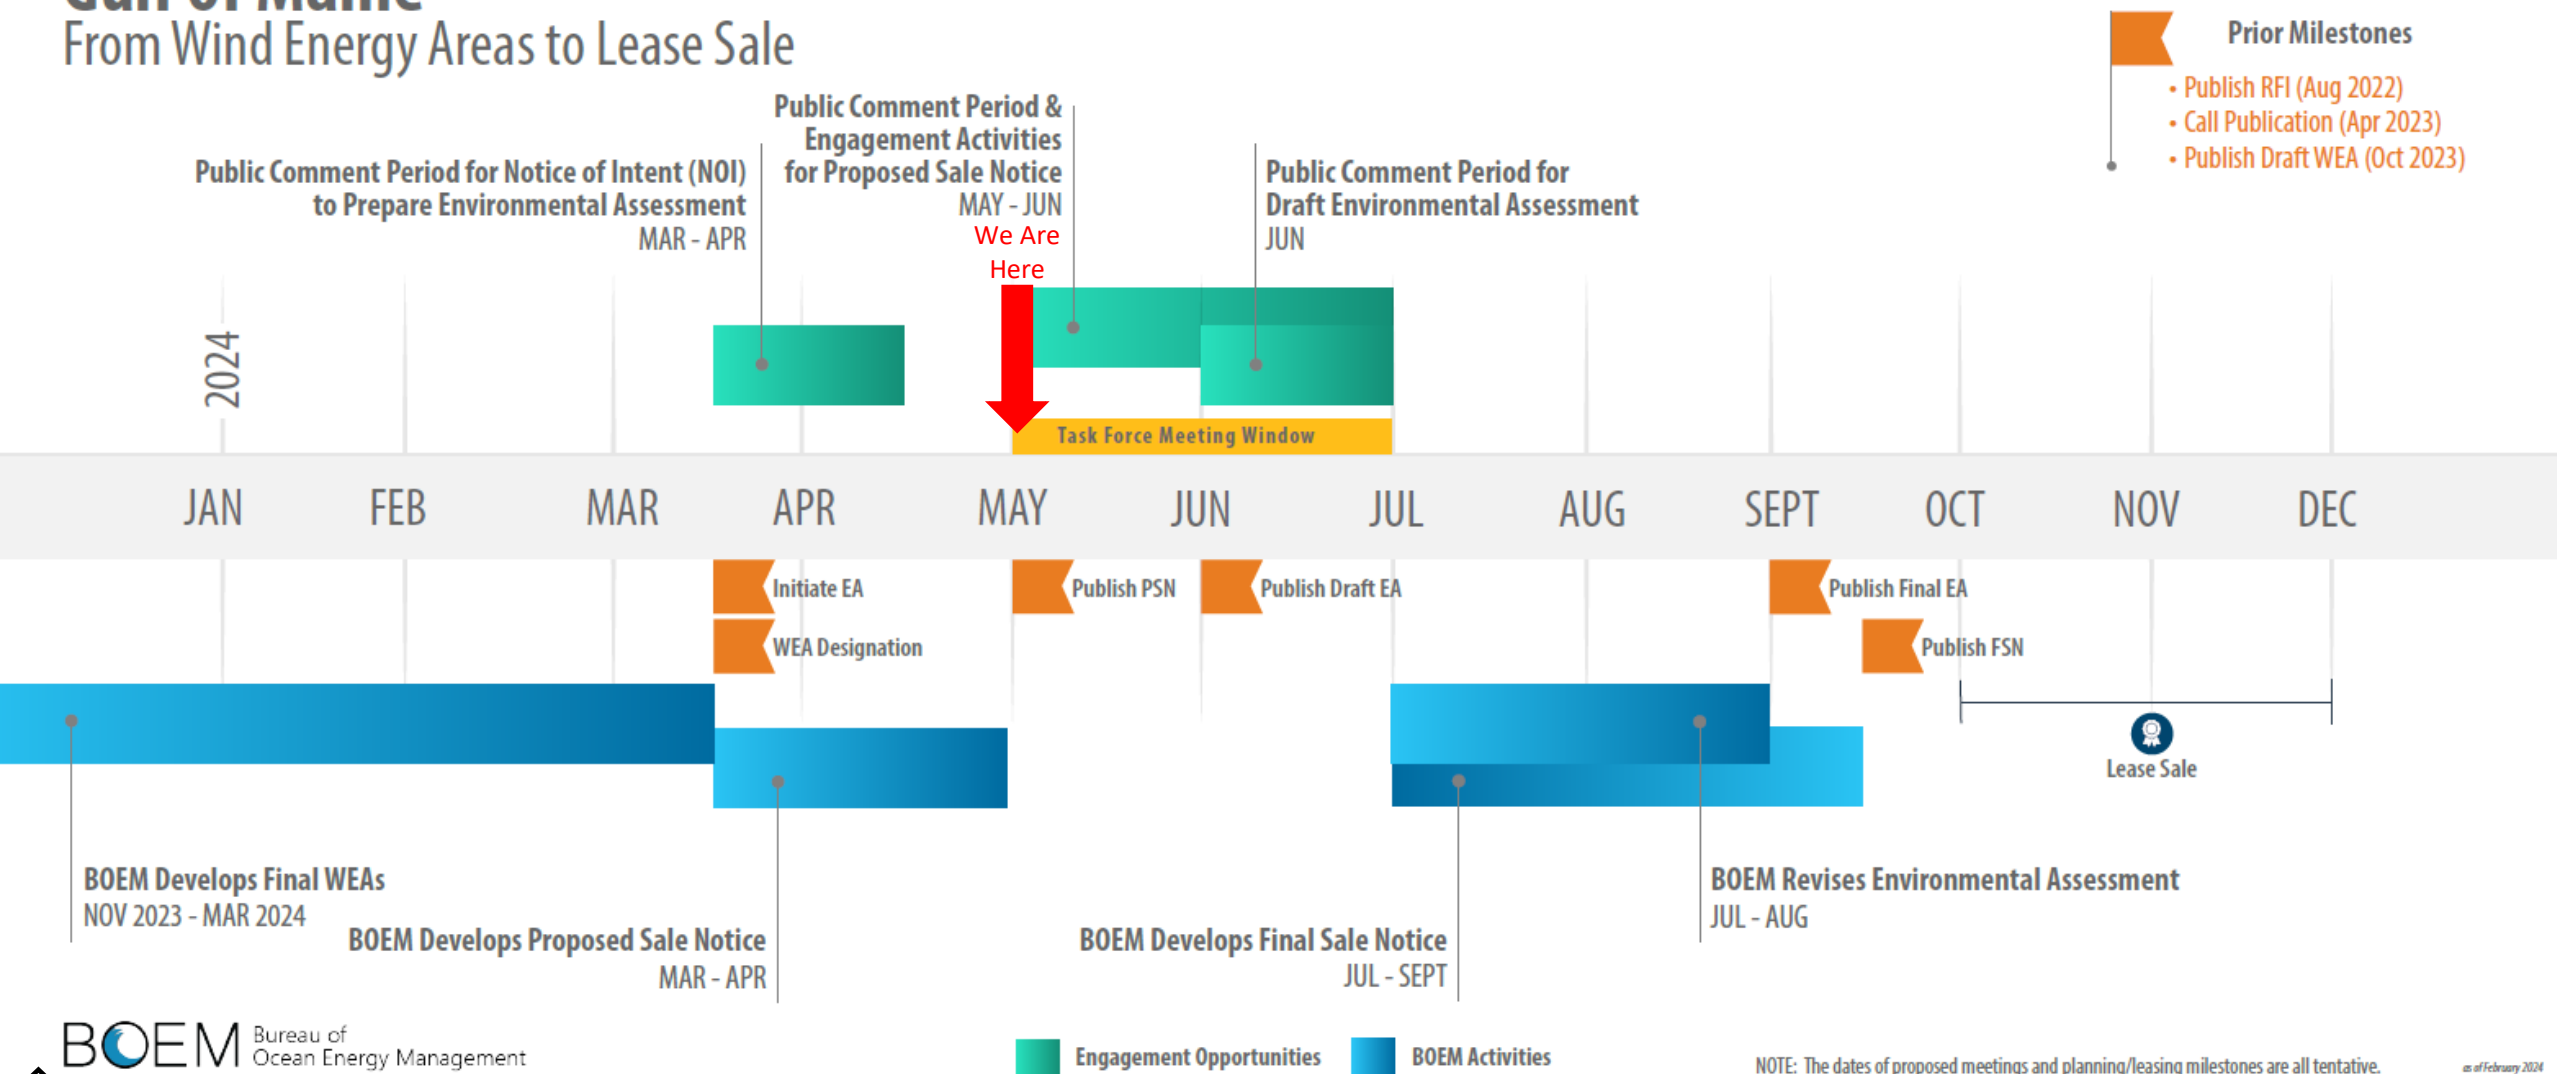 Gulf of Maine
From Wind Energy Areas to Lease Sale
Prior Milestones
• Publish RFI (Aug 2022)
• Call Publication (Apr 2023)
• Publish Draft WEA (Oct 2023)
Public Comment Period for Notice of Intent (NOI)
to Prepare Environmental Assessment
MAR - APR
Public Comment Period &
Engagement Activities
for Proposed Sale Notice
MAY - JUN
We Are
Here
Public Comment Period for
Draft Environmental Assessment
JUN
2024
Task Force Meeting Window
JAN FEB MAR APR MAY JUN JUL AUG SEPT OCT NOV DEC
Initiate EA
WEA Designation
Publish PSN
Publish Draft EA
Publish Final EA
Publish FSN
Lease Sale
BOEM Develops Final WEAs
NOV 2023 - MAR 2024
BOEM Develops Proposed Sale Notice
MAR - APR
BOEM Develops Final Sale Notice
JUL - SEPT
BOEM Revises Environmental Assessment
JUL - AUG
BOEM
Bureau of
Ocean Energy Management
Engagement Opportunities
BOEM Activities
NOTE: The dates of proposed meetings and planning/leasing milestones are all tentative.
as of February 2024